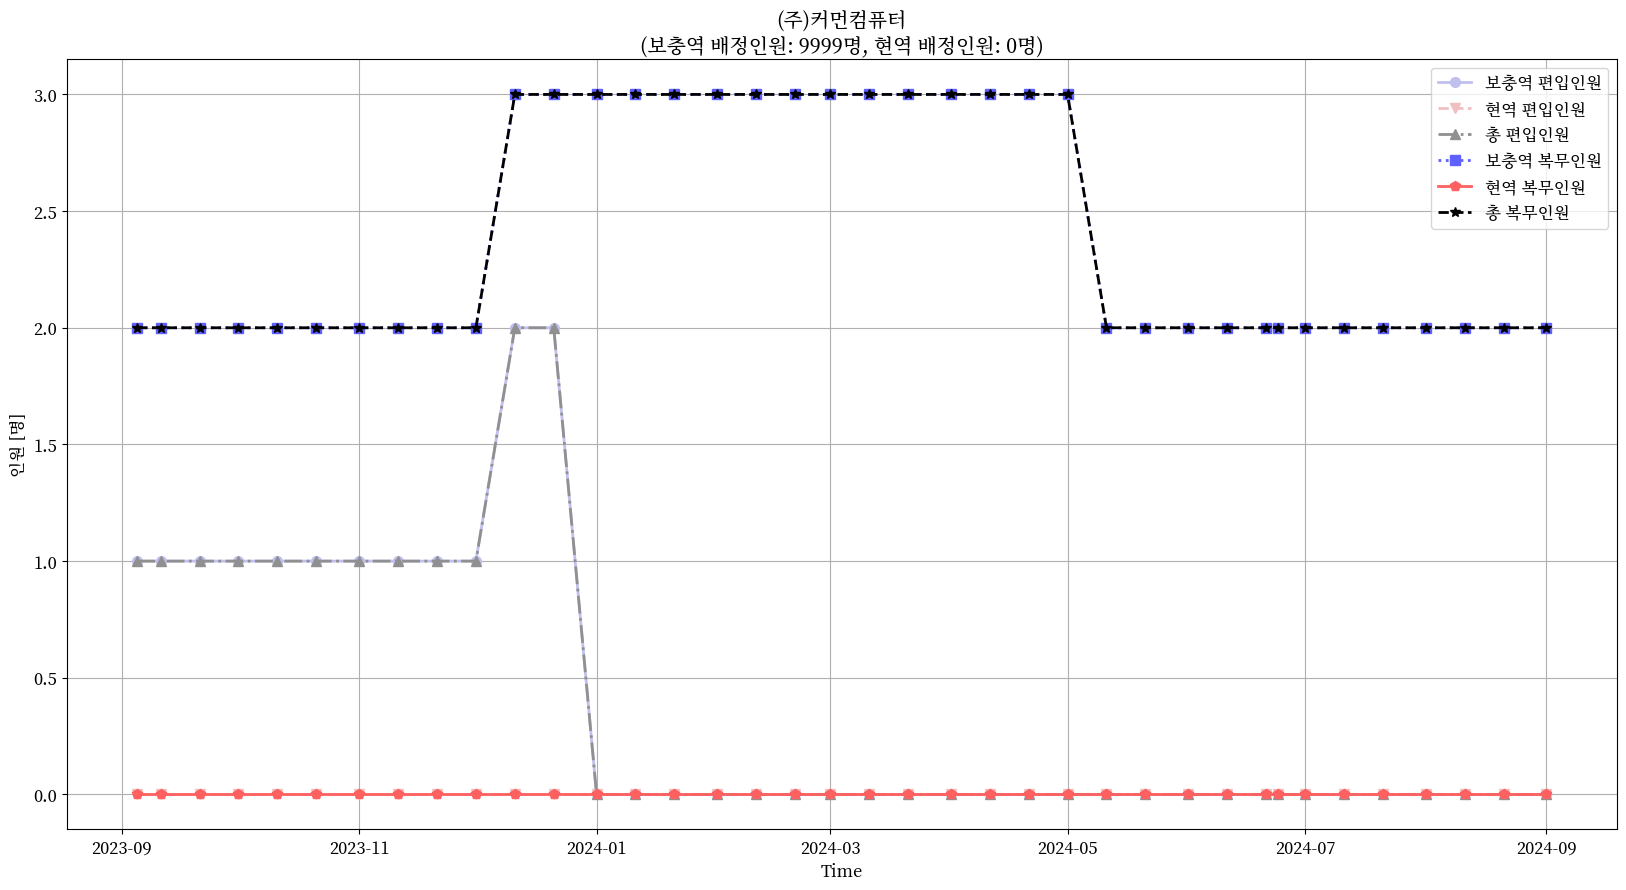 (주)커먼컴퓨터
(보충역 배정인원: 9999명, 현역 배정인원: 0명)
보충역 편입인원
현역 편입인원
총 편입인원
보충역 복무인원
현역 복무인원
총 복무인원
인원 [명]
3.0
2.5
2.0
1.5
1.0
0.5
0.0
2023-09 2023-11 2024-01 2024-03 2024-05 2024-07 2024-09
Time